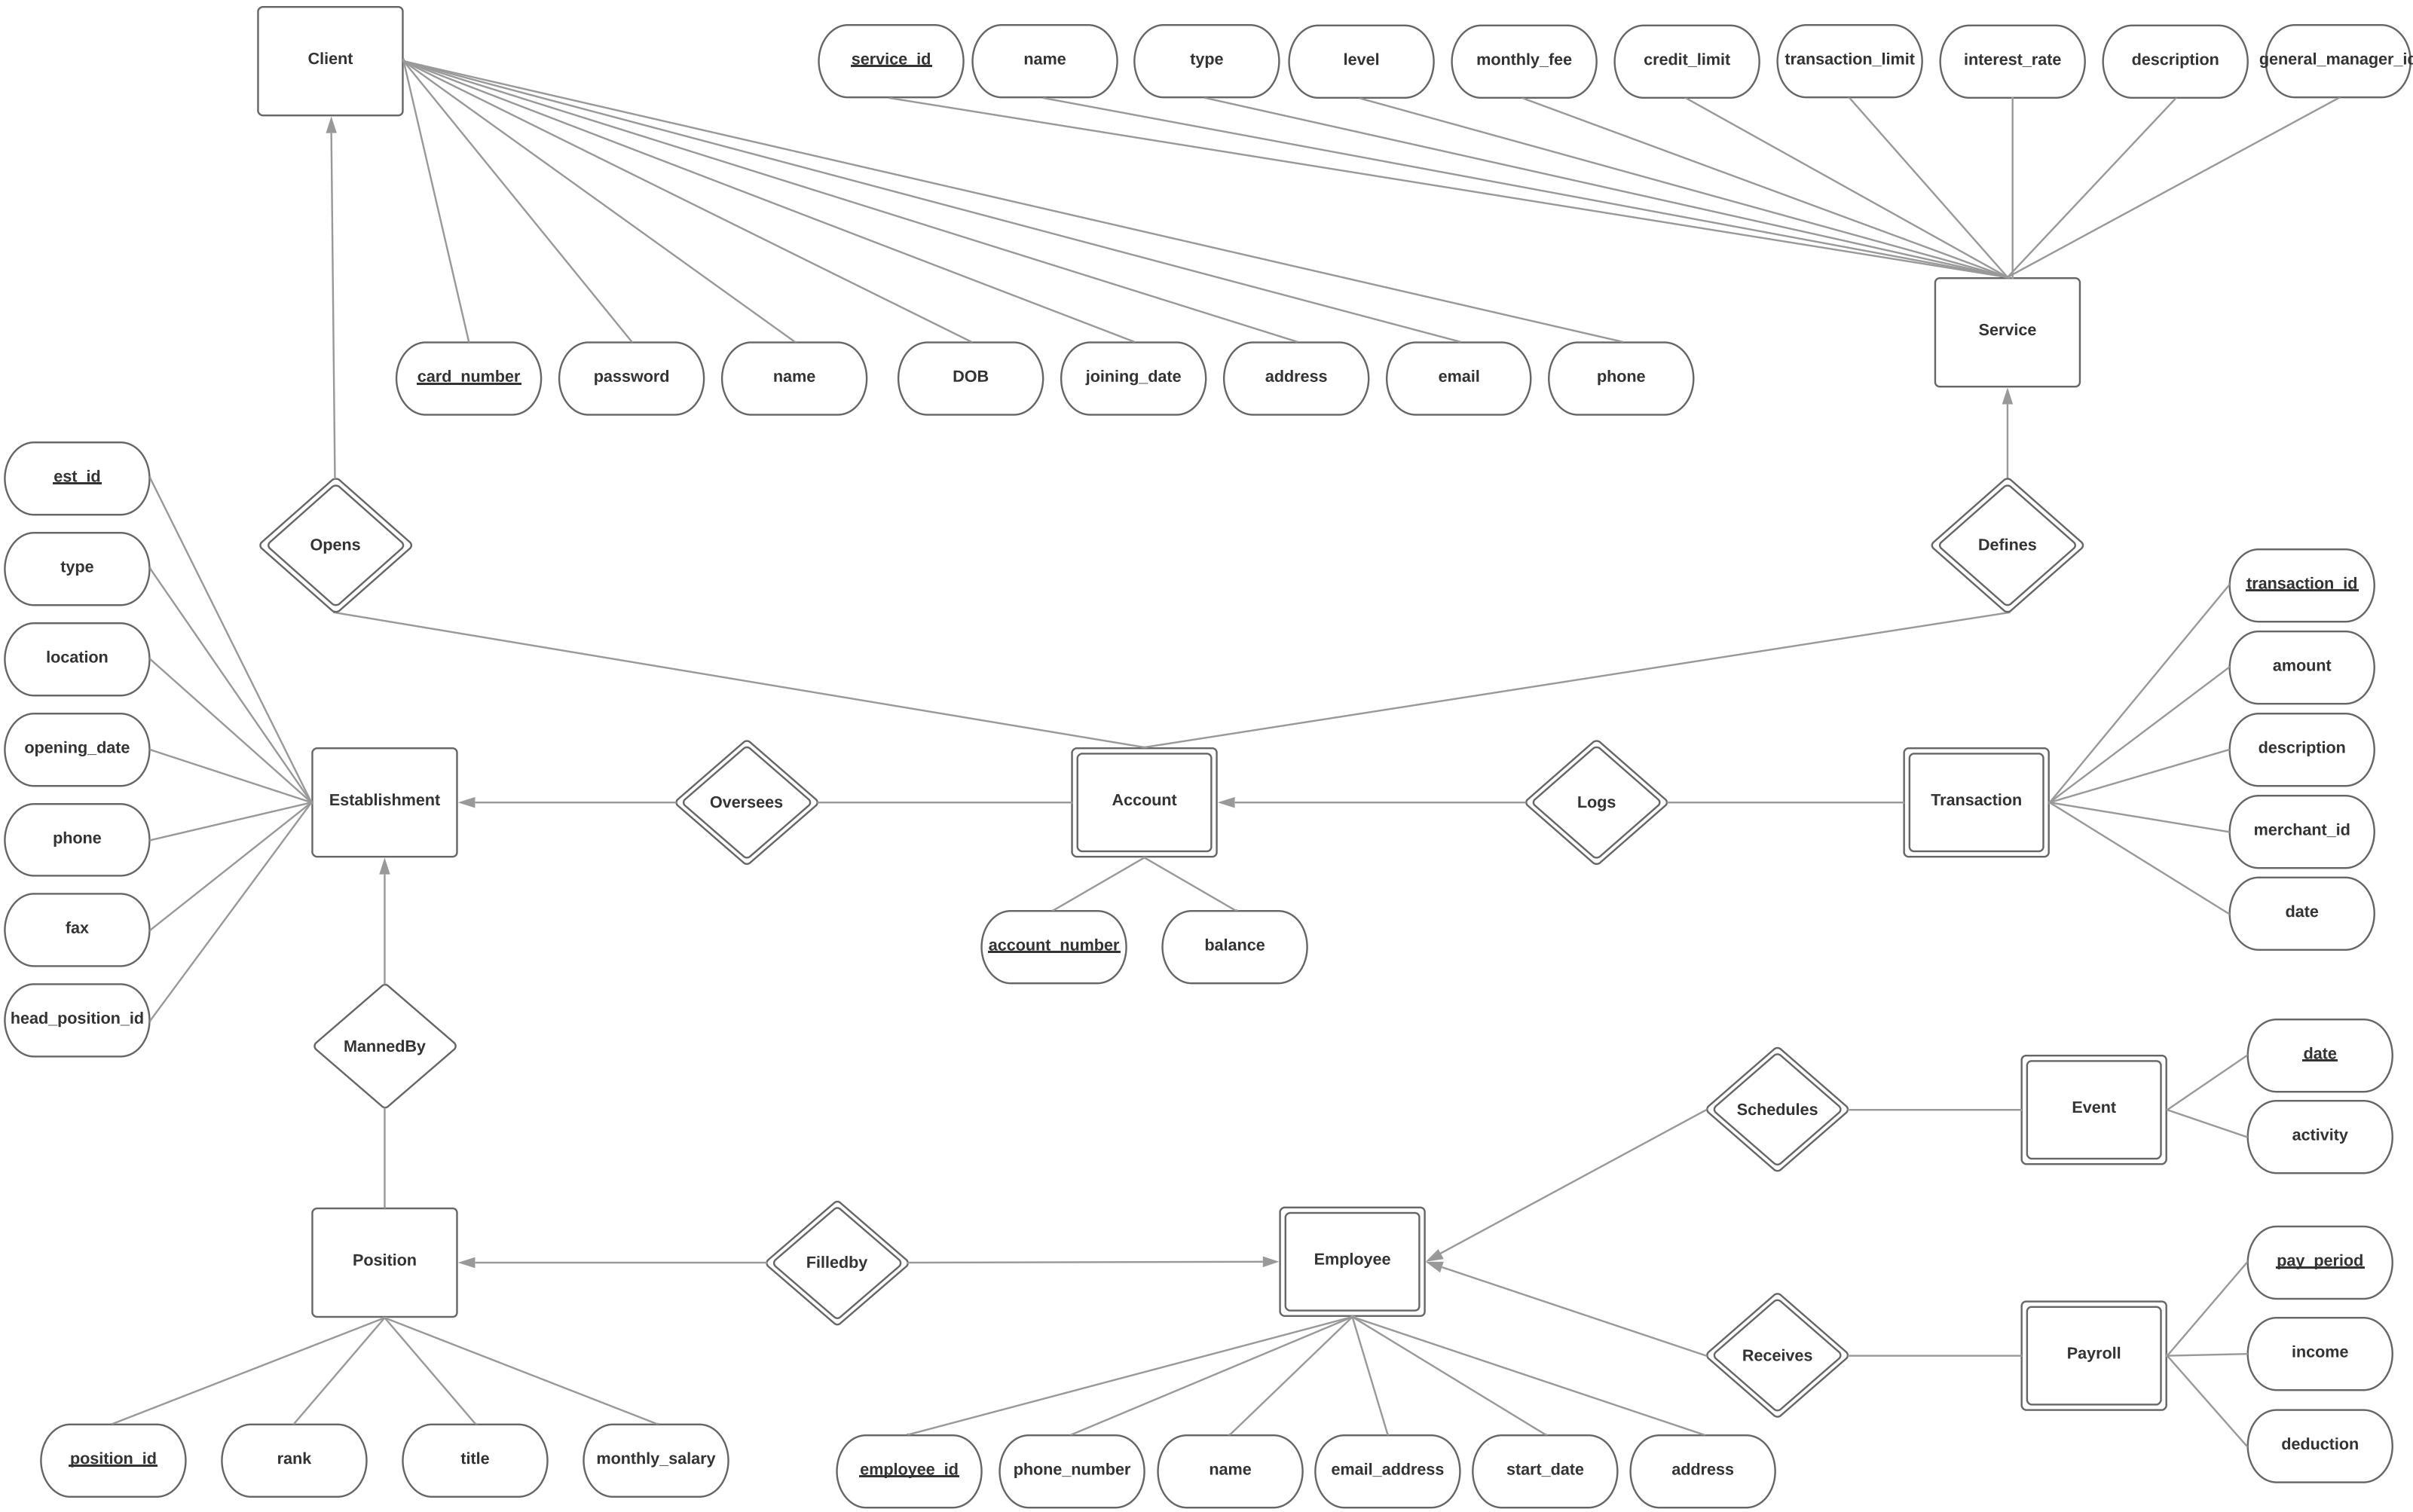 Client
service_id
name
type
level
monthly_fee
credit_limit
transaction_limit
interest_rate
description
general_manager_id
Service
card_number
password
name
DOB
joining_date
address
email
phone
est_id
type
location
opening_date
phone
fax
head_position_id
Opens
Defines
transaction_id
amount
description
merchant_id
date
Establishment
Oversees
Account
Logs
Transaction
account_number
balance
MannedBy
Schedules
Event
date
activity
Position
Filledby
Employee
Receives
Payroll
pay_period
income
deduction
position_id
rank
title
monthly_salary
employee_id
phone_number
name
email_address
start_date
address